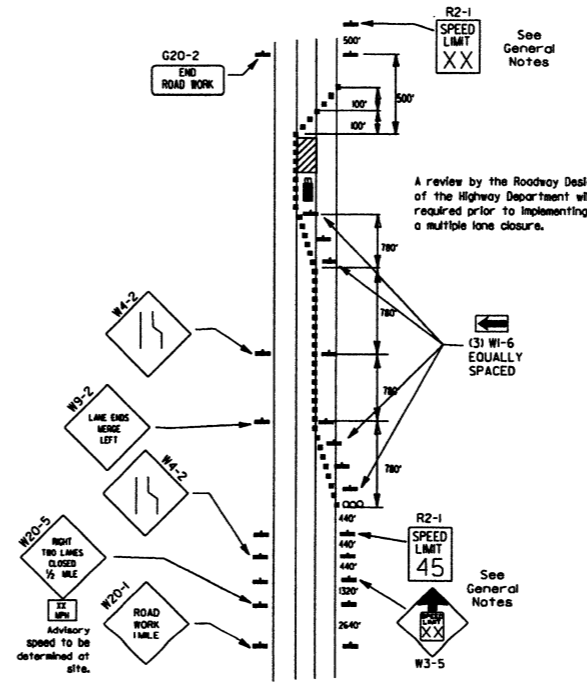 R2-1
SPEED
LIMIT
XX
See
General
Notes
500'
G20-2
END
ROAD WORK
100'
500'
100'
A review by the Roadway Desi
of the Highway Department wil
required prior to implementing
a multiple lane closure.
780'
780'
W4-2
(3) W1-6
EQUALLY
SPACED
W9-2
LANE ENDS
MERGE
LEFT
780'
780'
W4-2
440'
R2-1
SPEED
LIMIT
45
440'
W20-5
RIGHT
TWO LANES
CLOSED
½ MILE
440'
See
General
Notes
XX
MPH
Advisory
speed to be
determined at
site.
W20-1
ROAD
WORK
1 MILE
1320'
2640'
SPEED
LIMIT
XX
W3-5